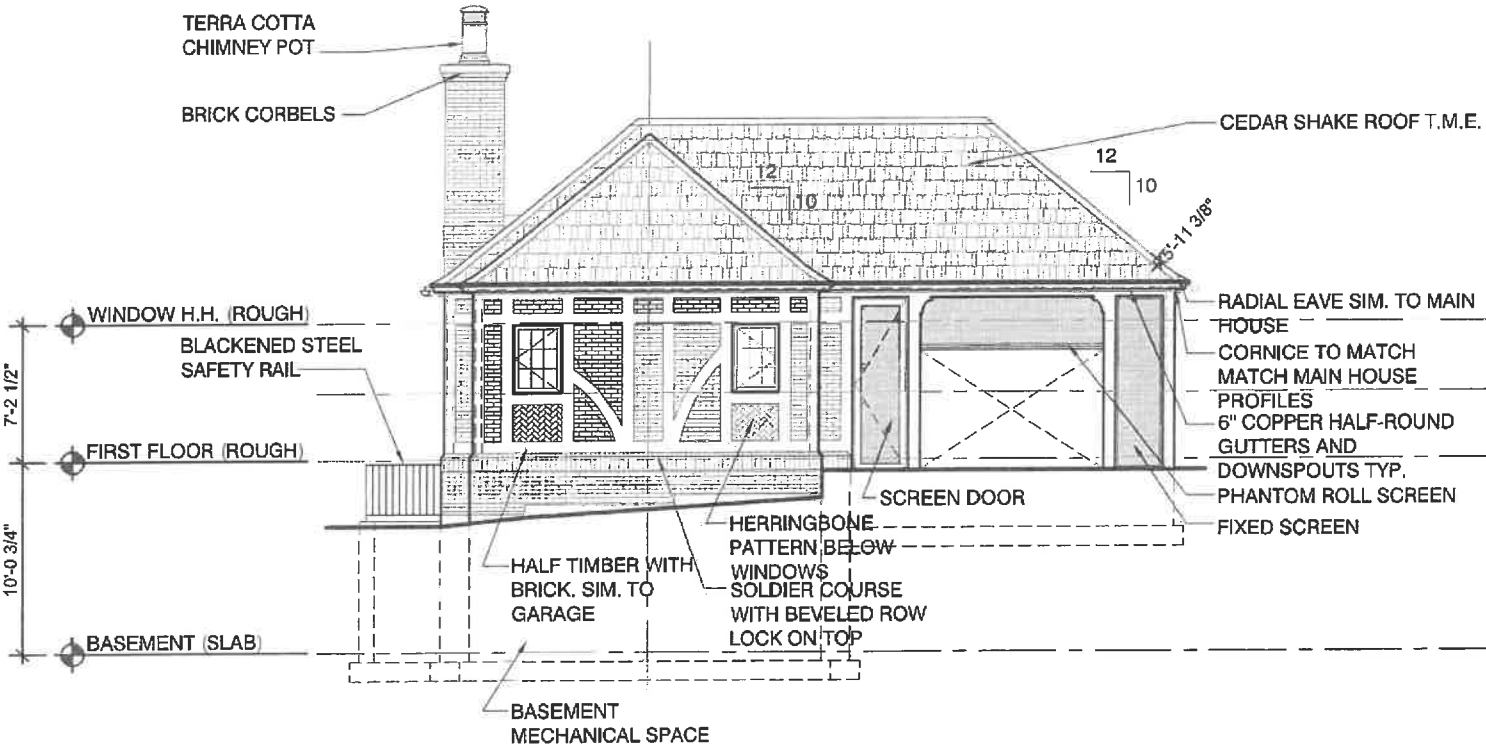 TERRA COTTA
CHIMNEY POT
BRICK CORBELS
CEDAR SHAKE ROOF T.M.E.
12
10
12
10
5'-11 3/8"
WINDOW H.H. (ROUGH)
BLACKENED STEEL
SAFETY RAIL
7'-2 1/2"
FIRST FLOOR (ROUGH)
10'-0 3/4"
BASEMENT (SLAB)
RADIAL EAVE SIM. TO MAIN
HOUSE
CORNICE TO MATCH
MATCH MAIN HOUSE
PROFILES
6" COPPER HALF-ROUND
GUTTERS AND
DOWNSPOUTS TYP.
PHANTOM ROLL SCREEN
FIXED SCREEN
SCREEN DOOR
HERRINGBONE
PATTERN BELOW
WINDOWS
SOLDIER COURSE
WITH BEVELED ROW
LOCK ON TOP
HALF TIMBER WITH
BRICK. SIM. TO
GARAGE
BASEMENT
MECHANICAL SPACE